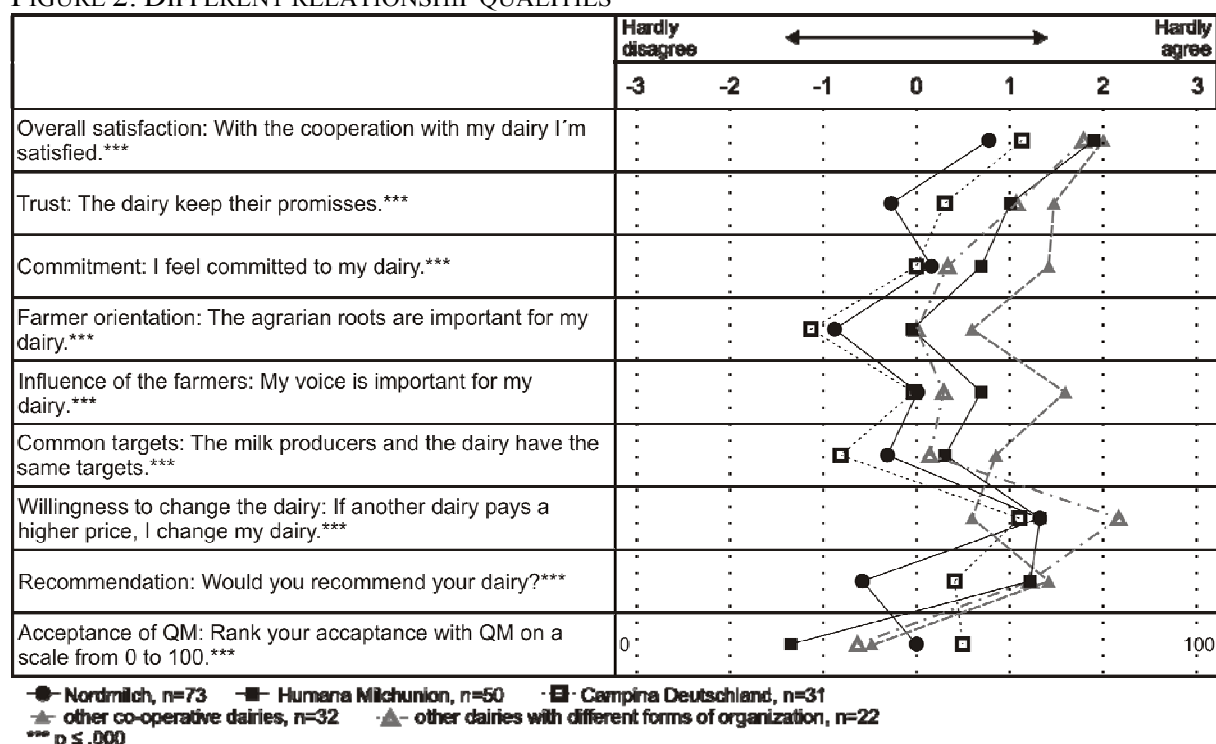 FIGURE 2: DIFFERENT RELATIONSHIP QUALITIES
Hardly disagree
Hardly agree
-3 -2 -1 0 1 2 3
Overall satisfaction: With the cooperation with my dairy I´m
satisfied.***
Trust: The dairy keep their promisses.***
Commitment: I feel committed to my dairy.***
Farmer orientation: The agrarian roots are important for my
dairy.***
Influence of the farmers: My voice is important for my
dairy.***
Common targets: The milk producers and the dairy have the
same targets.***
Willingness to change the dairy: If another dairy pays a
higher price, I change my dairy.***
Recommendation: Would you recommend your dairy?***
Acceptance of QM: Rank your accaptance with QM on a
scale from 0 to 100.***
0 100
Nordmilch, n=73 Humana Milchunion, n=50 Campina Deutschland, n=31
other co-operative dairies, n=32 other dairies with different forms of organization, n=22
*** p ≤ .000